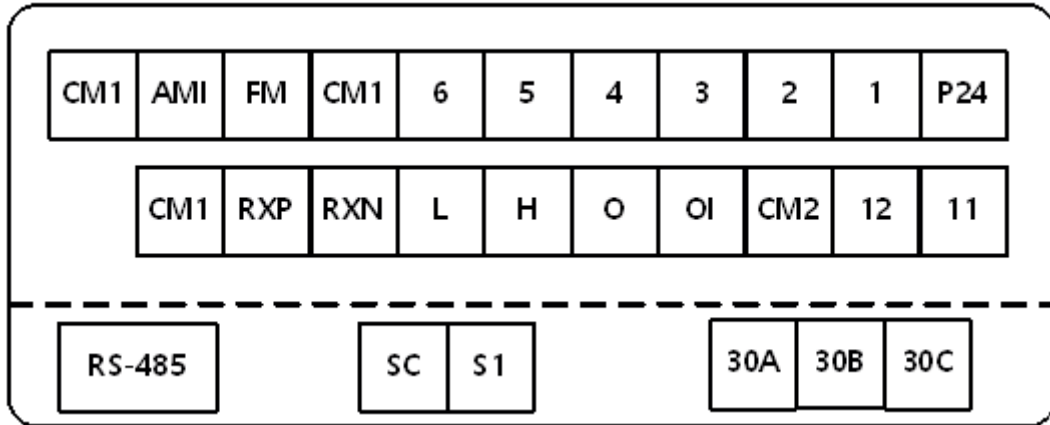 CM1 AMI FM CM1 6 5 4 3 2 1 P24
CM1 RXP RXN L H O OI CM2 12 11
RS-485 SC S1 30A 30B 30C